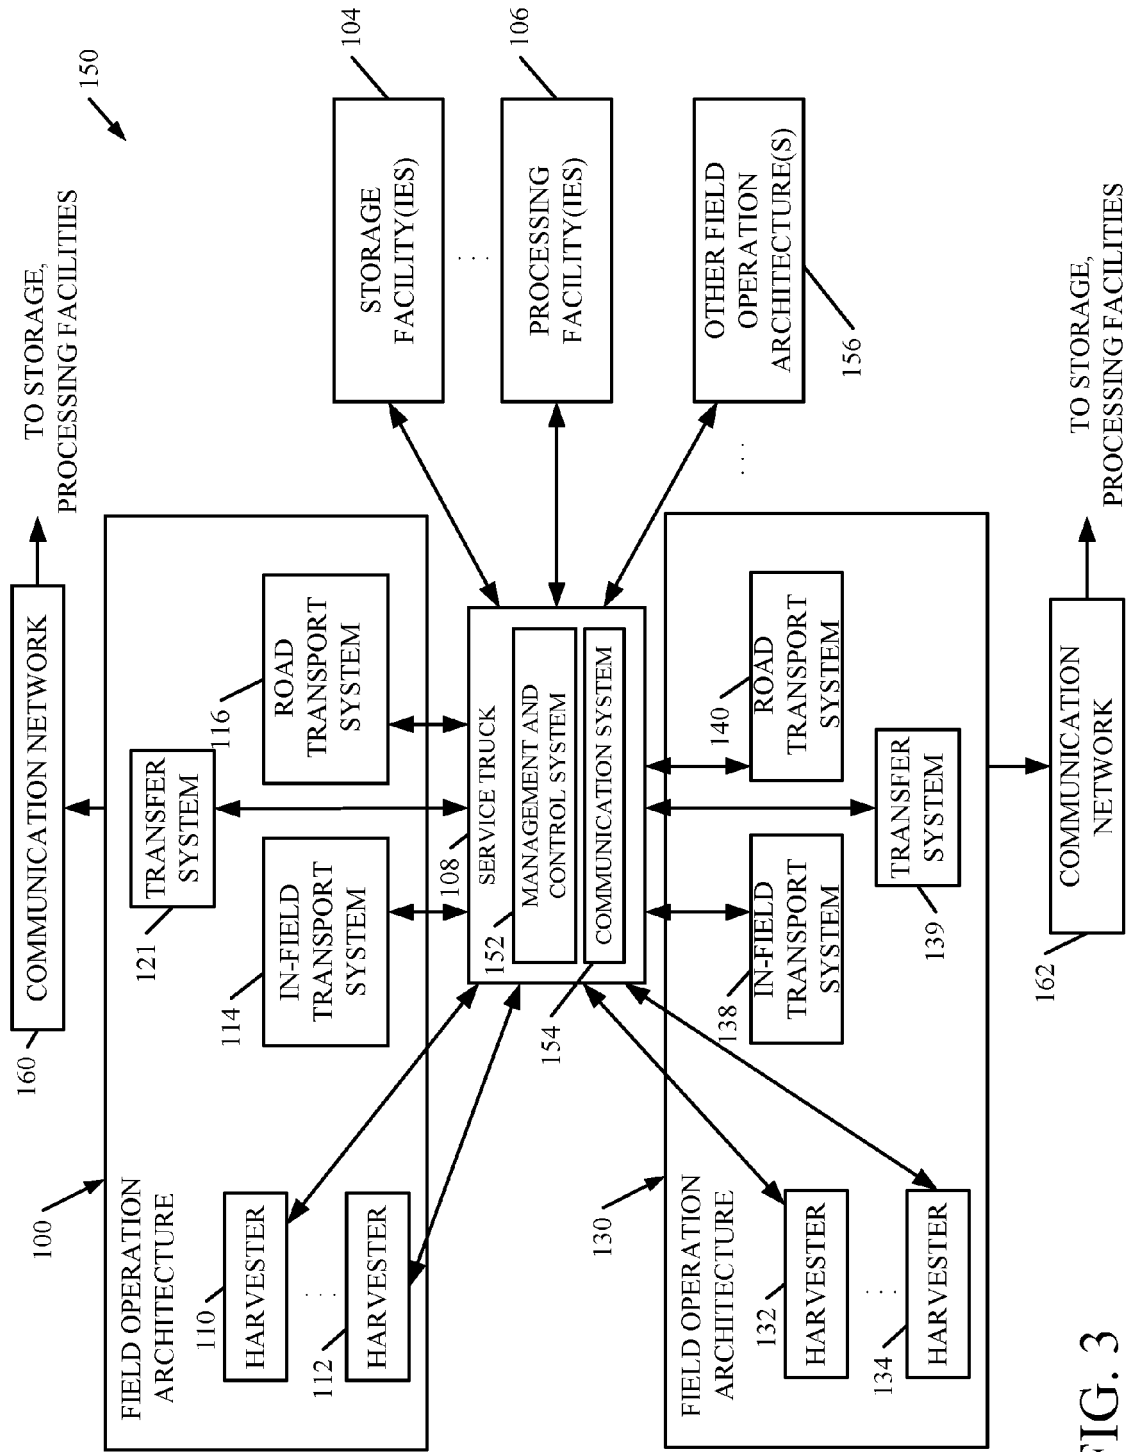 150
TO STORAGE,
PROCESSING FACILITIES
COMMUNICATION NETWORK
160
100
FIELD OPERATION
ARCHITECTURE
110
HARVESTER
. . .
112
HARVESTER
121
TRANSFER
SYSTEM
114
IN-FIELD
TRANSPORT
SYSTEM
116
ROAD
TRANSPORT
SYSTEM
108
SERVICE TRUCK
152
MANAGEMENT AND
CONTROL SYSTEM
COMMUNICATION SYSTEM
154
104
STORAGE
FACILITY(IES)
. . .
106
PROCESSING
FACILITY(IES)
OTHER FIELD
OPERATION
ARCHITECTURE(S)
156
. . .
130
FIELD OPERATION
ARCHITECTURE
132
HARVESTER
. . .
134
HARVESTER
138
IN-FIELD
TRANSPORT
SYSTEM
140
ROAD
TRANSPORT
SYSTEM
139
TRANSFER
SYSTEM
162
COMMUNICATION
NETWORK
TO STORAGE,
PROCESSING FACILITIES
FIG. 3